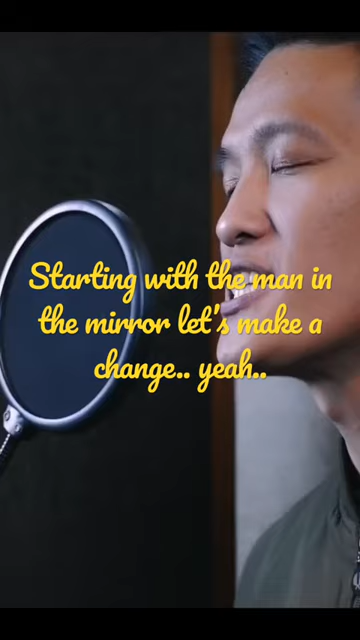 Starting with the man in
the mirror let's make a
change.. yeah..